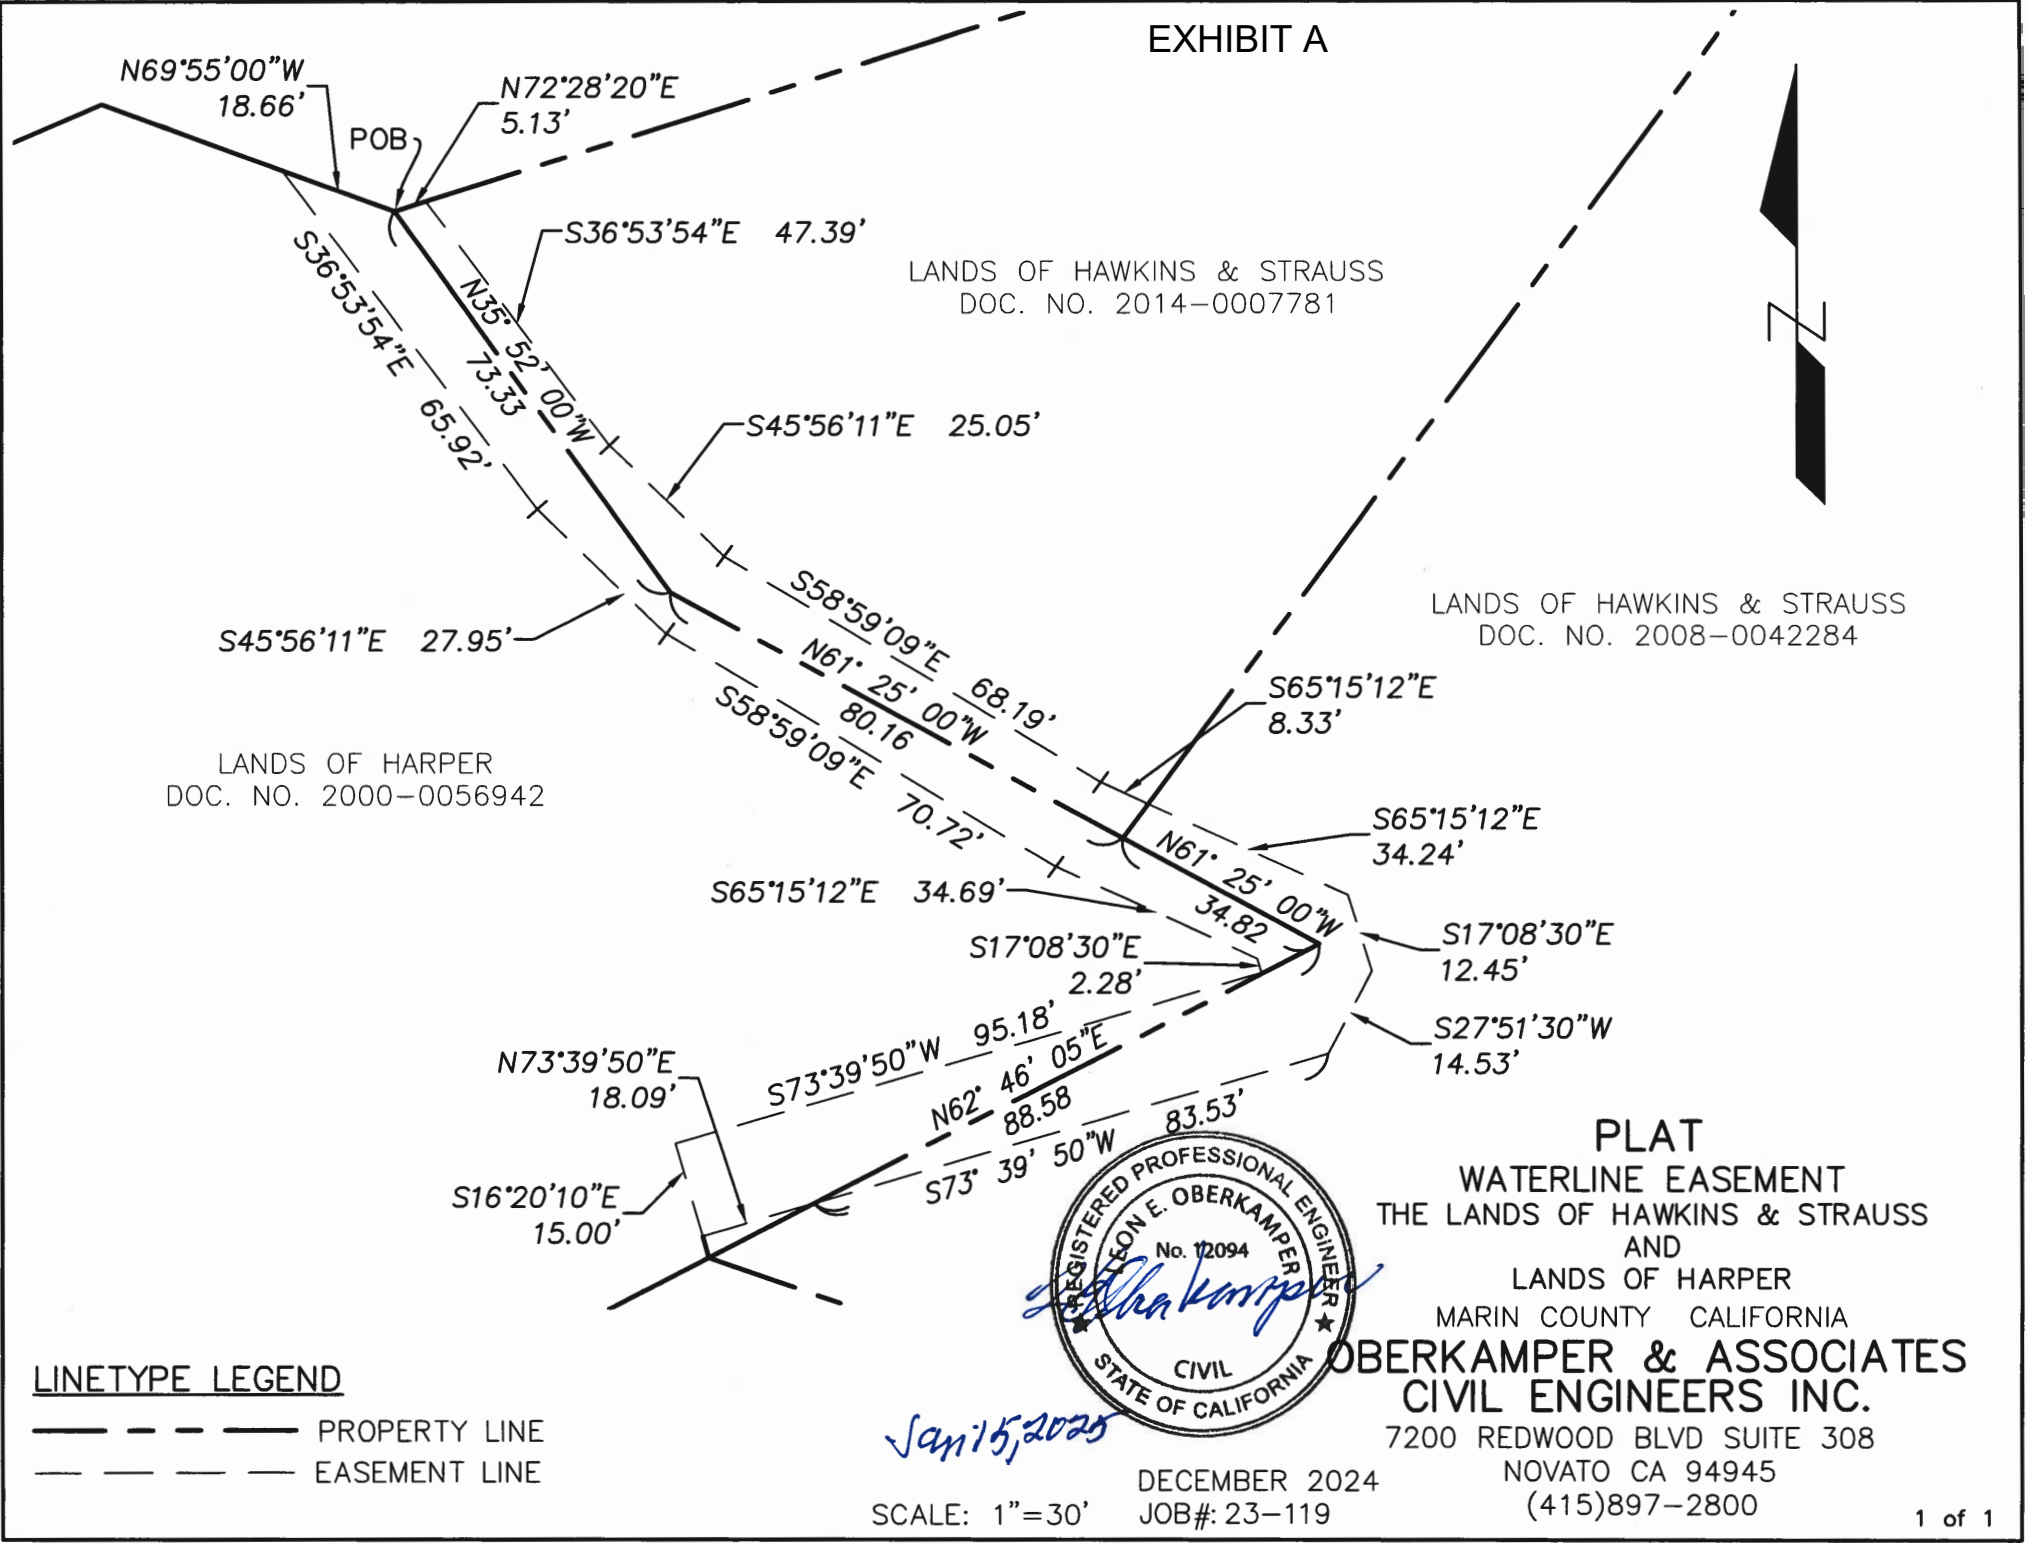 EXHIBIT A
N69°55'00"W
18.66'
N72°28'20"E
5.13'
POB
S36°53'54"E 47.39'
LANDS OF HAWKINS & STRAUSS
DOC. NO. 2014-0007781
S36°53'54"E 65.92'
N35° 52' 00"W
73.33
S45°56'11"E 25.05'
S45°56'11"E 27.95'
S58°59'09"E 68.19'
N61° 25' 00"W
80.16
S58°59'09"E 70.72'
LANDS OF HAWKINS & STRAUSS
DOC. NO. 2008-0042284
S65°15'12"E
8.33'
LANDS OF HARPER
DOC. NO. 2000-0056942
S65°15'12"E
34.24'
N61° 25' 00"W
34.82
S65°15'12"E 34.69'
S17°08'30"E
2.28'
S17°08'30"E
12.45'
S27°51'30"W
14.53'
S73°39'50"W 95.18'
N62° 46' 05"E
88.58
S73° 39' 50"W 83.53'
N73°39'50"E
18.09'
S16°20'10"E
15.00'
REGISTERED PROFESSIONAL ENGINEER
LEON E. OBERKAMPER
No. 12094
CIVIL
STATE OF CALIFORNIA
PLAT
WATERLINE EASEMENT
THE LANDS OF HAWKINS & STRAUSS
AND
LANDS OF HARPER
MARIN COUNTY CALIFORNIA
OBERKAMPER & ASSOCIATES
CIVIL ENGINEERS INC.
7200 REDWOOD BLVD SUITE 308
NOVATO CA 94945
(415)897-2800
LINETYPE LEGEND
PROPERTY LINE
EASEMENT LINE
Jan 15, 2025
DECEMBER 2024
SCALE: 1"=30' JOB#: 23-119
1 of 1